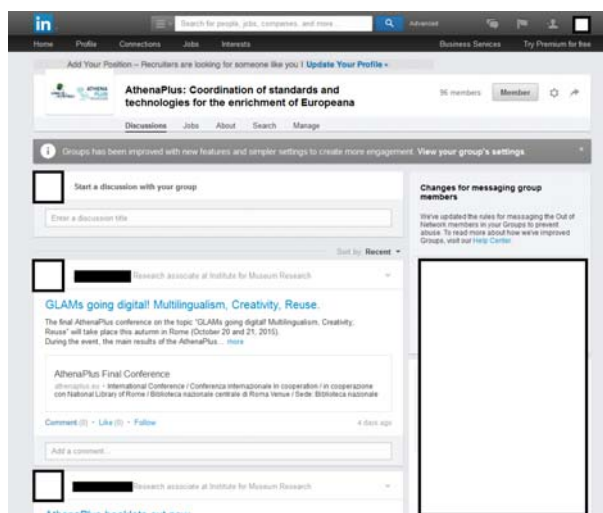 in
Search for people, jobs, companies, and more...
Advanced
Home Profile Connections Jobs Interests
Business Services Try Premium for free
Add Your Position – Recruiters are looking for someone like you! Update Your Profile »
AthenaPlus: Coordination of standards and
technologies for the enrichment of Europeana
96 members Member
Discussions Jobs About Search Manage
Groups has been improved with new features and simpler settings to create more engagement. View your group's settings.
Start a discussion with your group
Enter a discussion title
Changes for messaging group
members
We've updated the rules for messaging the Out of
Network members in your Groups to prevent
abuse. To read more about how we've improved
Groups, visit our Help Center.
Sort by: Recent
Research associate at Institute for Museum Research
GLAMs going digital! Multilingualism, Creativity, Reuse.
The final AthenaPlus conference on the topic "GLAMs going digital! Multilingualism, Creativity,
Reuse" will take place this autumn in Rome (October 20 and 21, 2015).
During the event, the main results of the AthenaPlus... more
AthenaPlus Final Conference
athenaplus.eu • International Conference / Conferenza internazionale In cooperation / in cooperazione
con National Library of Rome / Biblioteca nazionale centrale di Roma Venue / Sede: Biblioteca nazionale
Comment (0) • Like (0) • Follow
4 days ago
Add a comment...
Research associate at Institute for Museum Research